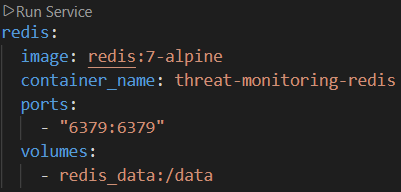 Run Service
redis:
  image: redis:7-alpine
  container_name: threat-monitoring-redis
  ports:
    - "6379:6379"
  volumes:
    - redis_data:/data